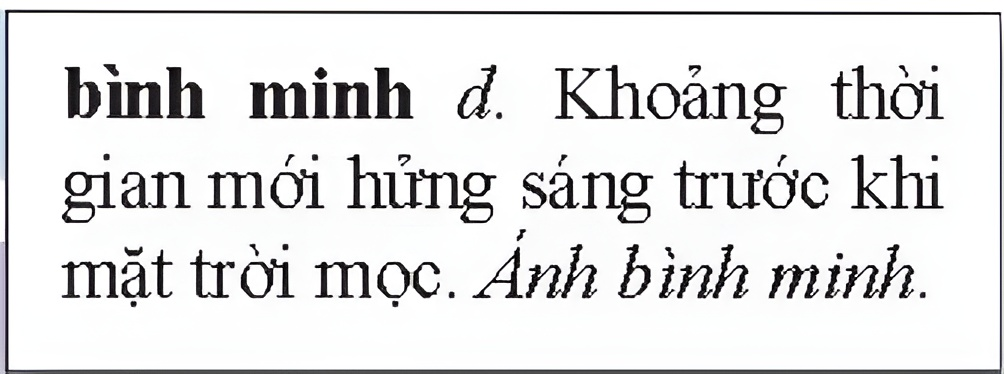 bình minh đ. Khoảng thời
gian mới hửng sáng trước khi
mặt trời mọc. Ánh bình minh.